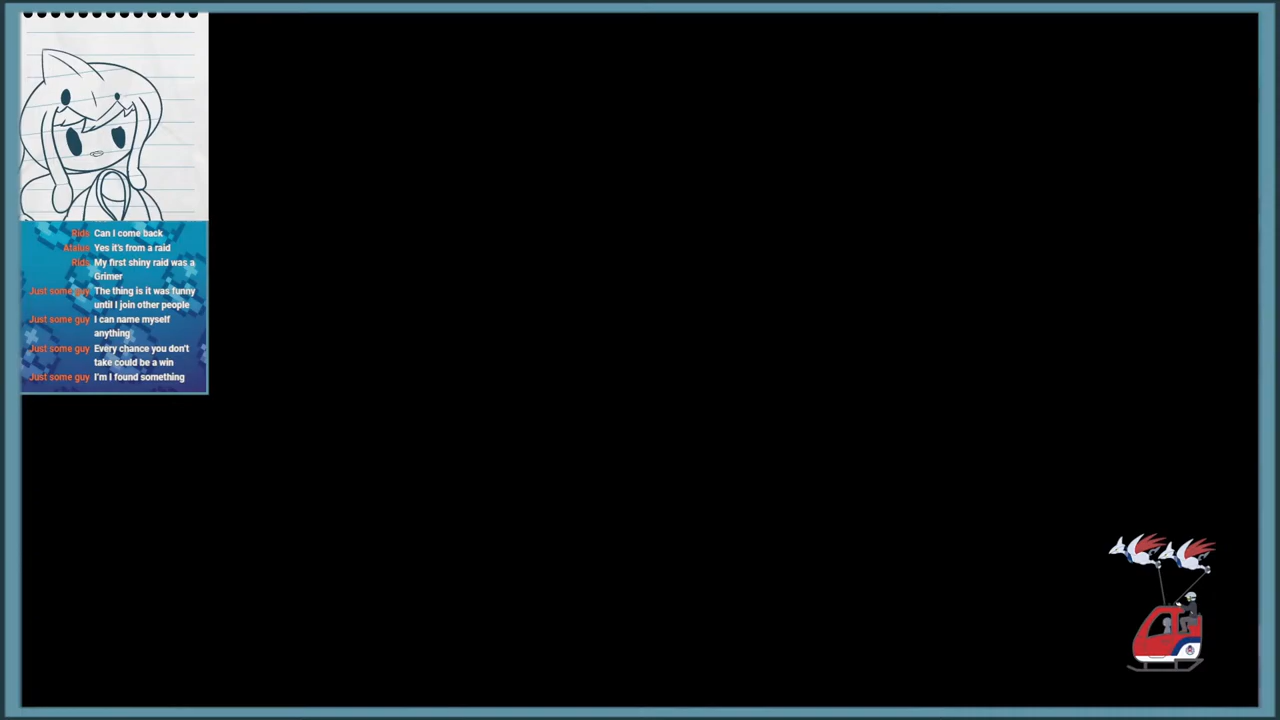 Rids Can I come back
Atalus Yes it's from a raid
Rids My first shiny raid was a
Grimer
Just some guy The thing is it was funny
until I join other people
Just some guy I can name myself
anything
Just some guy Every chance you don't
take could be a win
Just some guy I'm I found something